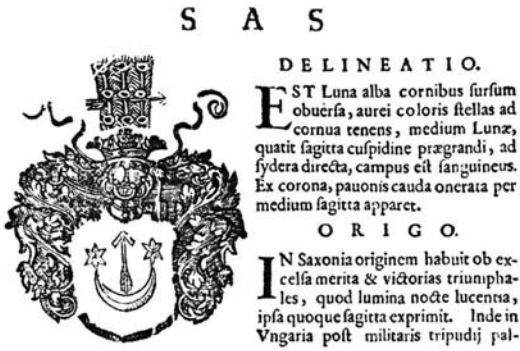 S A S
DELINEATIO.
EST Luna alba cornibus ſurſum
obuerſa, aurei coloris ſtellas ad
cornua tenens, medium Lunæ,
quatit ſagitta cuſpidine prægrandi, ad
ſydera directa, campus eſt ſanguineus.
Ex corona, pauonis cauda onerata per
medium ſagitta apparet.
ORIGO.
IN Saxonia originem habuit ob ex-
celſa merita & victorias triumpha-
les, quod lumina nocte lucentia,
ipſa quoque ſagitta exprimit. Inde in
Vngaria poſt militaris tripudij pal-